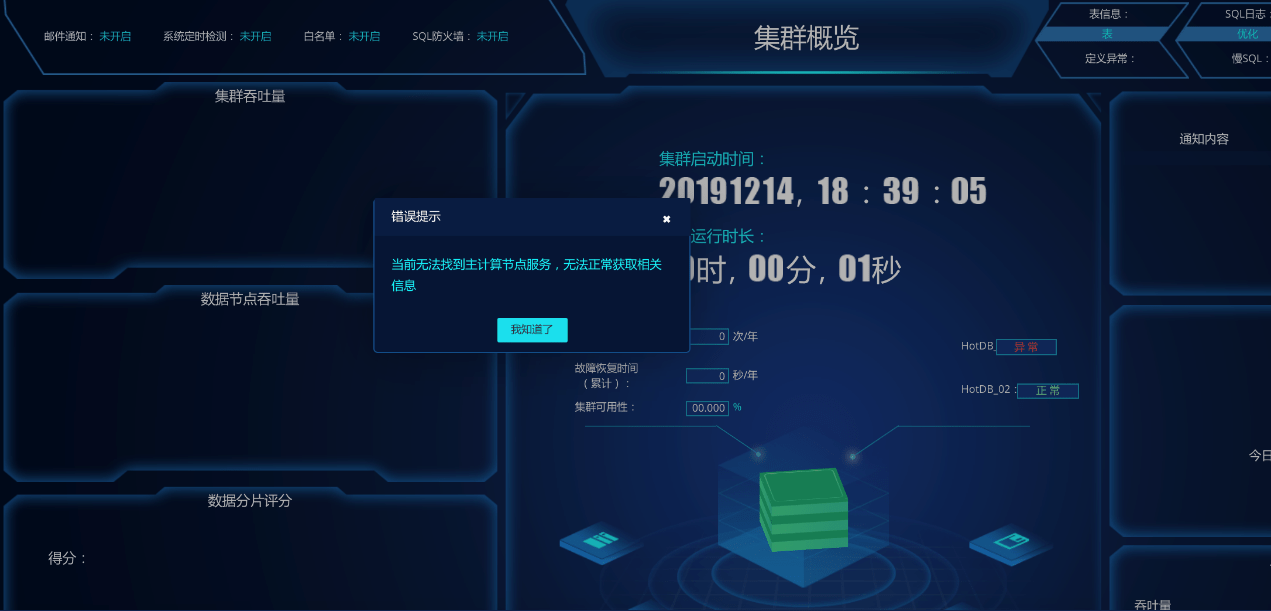 邮件通知： 未开启 系统定时检测： 未开启 白名单： 未开启 SQL防火墙： 未开启
集群概览
表信息：
表
定义异常：
SQL日志：
优化
慢SQL：
集群吞吐量
数据节点吞吐量
数据分片评分
得分：
集群启动时间：
20191214, 18 : 39 : 05
运行时长：
时, 00分, 01秒
错误提示 ✖
当前无法找到主计算节点服务，无法正常获取相关
信息
我知道了
0 次/年
故障恢复时间
（累计）： 0 秒/年
集群可用性： 00.000 %
HotDB_ 异常
HotDB_02： 正常
通知内容
今日
吞吐量